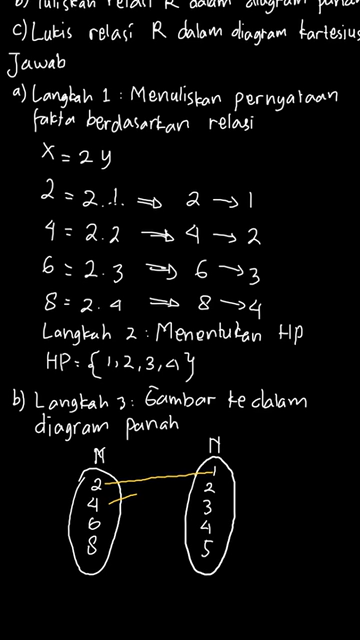 b) Tuliskan relasi R dalam diagram panah
c) Lukis relasi R dalam diagram kartesius
Jawab
a) Langkah 1 : Menuliskan pernyataan
fakta berdasarkan relasi
X = 2 y
2 = 2.1 ⇒ 2 → 1
4 = 2.2 ⇒ 4 → 2
6 = 2.3 ⇒ 6 → 3
8 = 2.4 ⇒ 8 → 4
Langkah 2 : Menentukan HP
HP = {1, 2, 3, 4}
b) Langkah 3 : Gambar ke dalam
diagram panah
M N
2 1
4 2
6 3
8 4
5